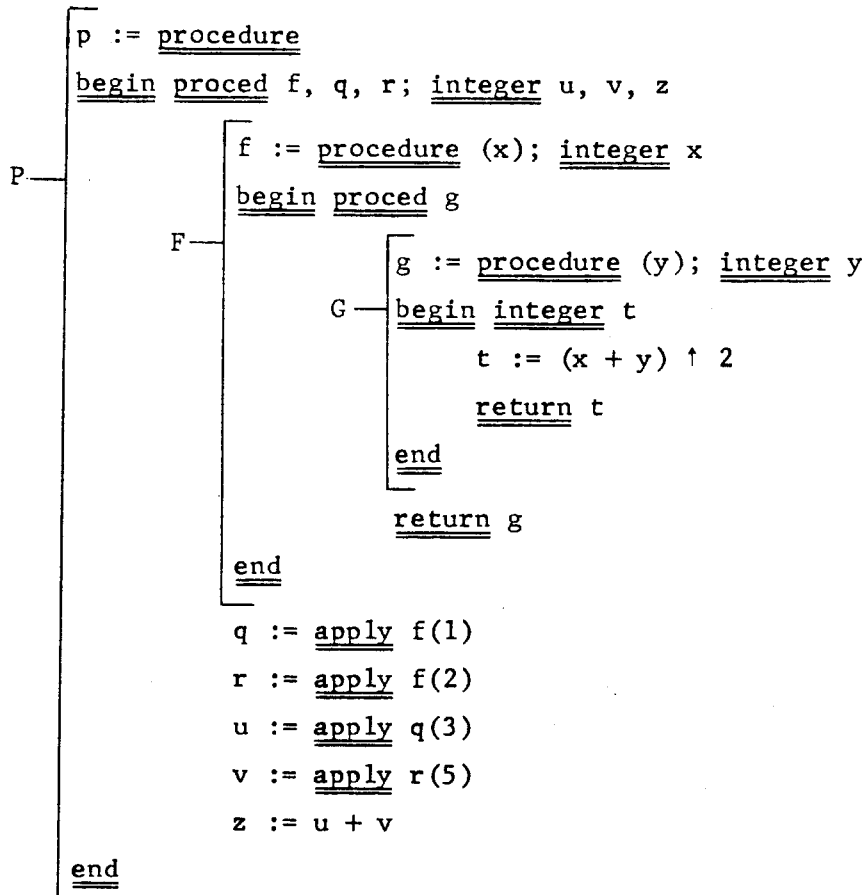 p := procedure
begin proced f, q, r; integer u, v, z
f := procedure (x); integer x
P
begin proced g
F
g := procedure (y); integer y
G
begin integer t
t := (x + y) ↑ 2
return t
end
return g
end
q := apply f(1)
r := apply f(2)
u := apply q(3)
v := apply r(5)
z := u + v
end